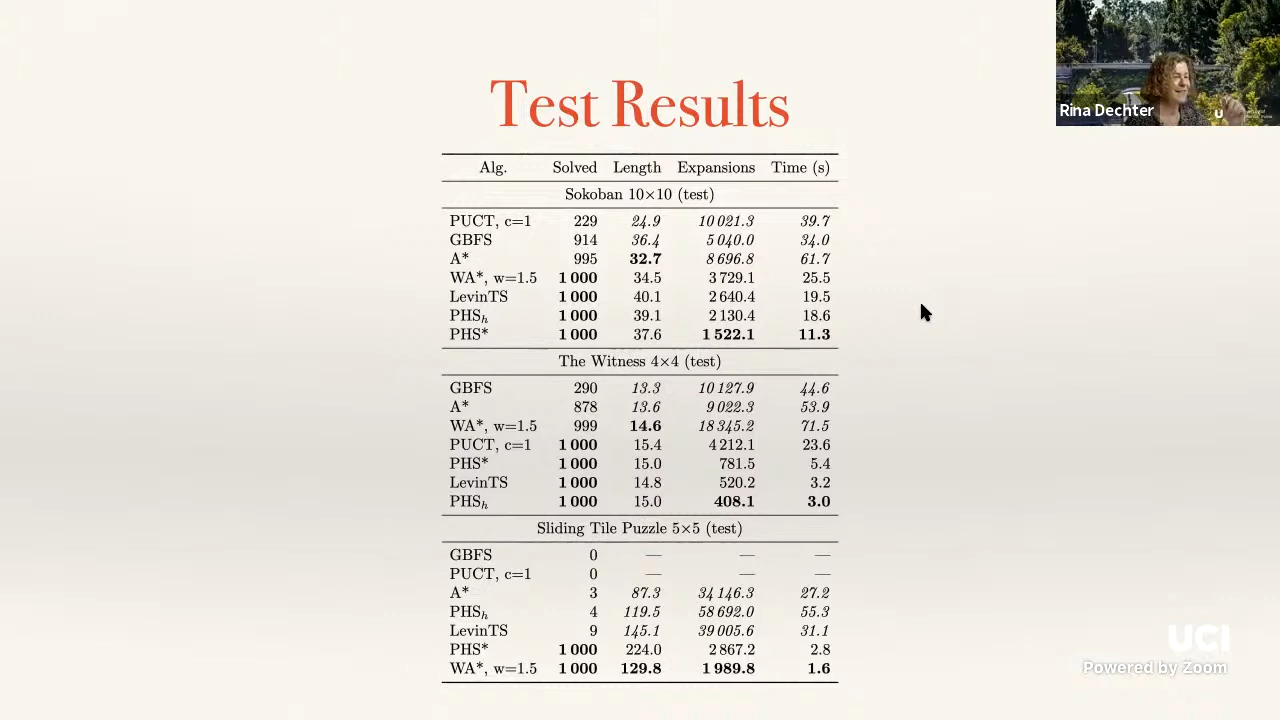 Test Results
Rina Dechter
Alg. Solved Length Expansions Time (s)
Sokoban 10×10 (test)
PUCT, c=1 229 24.9 10 021.3 39.7
GBFS 914 36.4 5 040.0 34.0
A* 995 32.7 8 696.8 61.7
WA*, w=1.5 1 000 34.5 3 729.1 25.5
LevinTS 1 000 40.1 2 640.4 19.5
PHSh 1 000 39.1 2 130.4 18.6
PHS* 1 000 37.6 1 522.1 11.3
The Witness 4×4 (test)
GBFS 290 13.3 10 127.9 44.6
A* 878 13.6 9 022.3 53.9
WA*, w=1.5 999 14.6 18 345.2 71.5
PUCT, c=1 1 000 15.4 4 212.1 23.6
PHS* 1 000 15.0 781.5 5.4
LevinTS 1 000 14.8 520.2 3.2
PHSh 1 000 15.0 408.1 3.0
Sliding Tile Puzzle 5×5 (test)
GBFS 0 — — —
PUCT, c=1 0 — — —
A* 3 87.3 34 146.3 27.2
PHSh 4 119.5 58 692.0 55.3
LevinTS 9 145.1 39 005.6 31.1
PHS* 1 000 224.0 2 867.2 2.8
WA*, w=1.5 1 000 129.8 1 989.8 1.6
UCI
Powered by Zoom